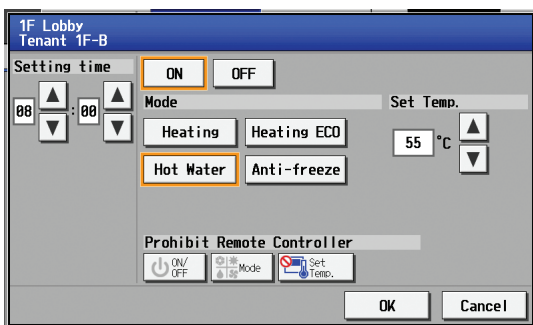 1F Lobby
Tenant 1F-B
Setting time
ON OFF
08 : 00
Mode
Set Temp.
Heating Heating ECO
55 °C
Hot Water Anti-freeze
Prohibit Remote Controller
ON/
OFF
Mode
Set
Temp.
OK Cancel